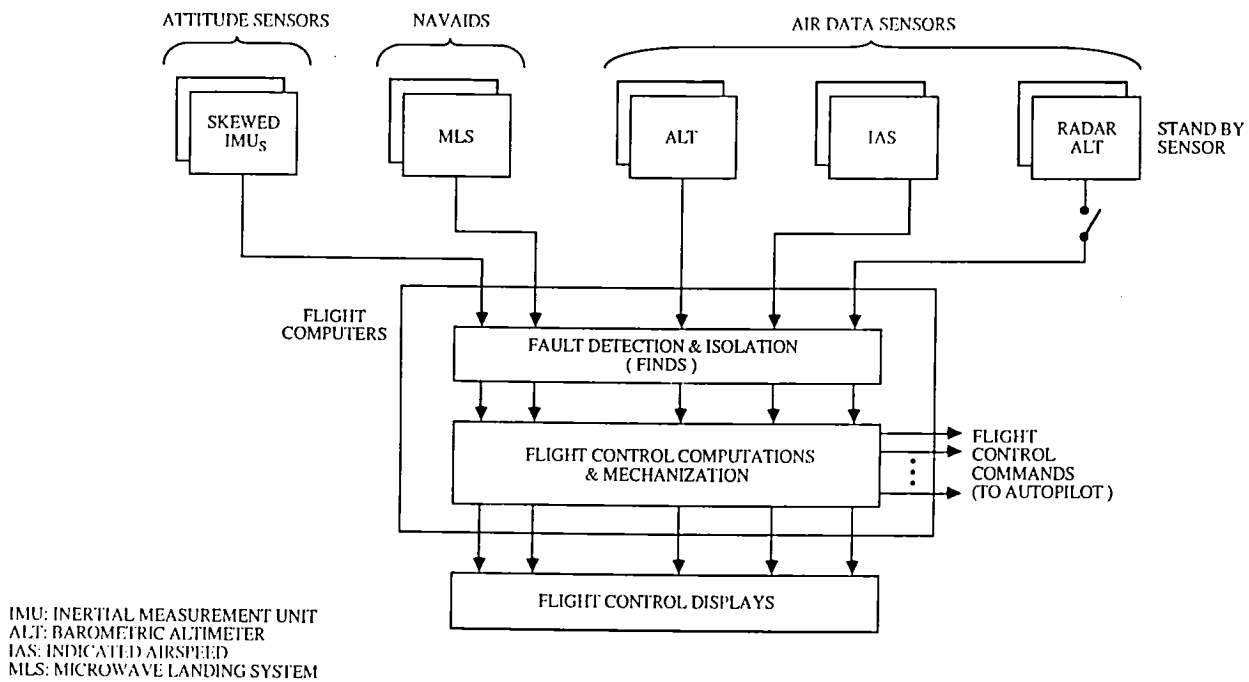 ATTITUDE SENSORS
NAVAIDS
AIR DATA SENSORS
SKEWED
IMUS
MLS
ALT
IAS
RADAR
ALT
STAND BY
SENSOR
FLIGHT
COMPUTERS
FAULT DETECTION & ISOLATION
( FINDS )
FLIGHT CONTROL COMPUTATIONS
& MECHANIZATION
FLIGHT
CONTROL
COMMANDS
(TO AUTOPILOT )
FLIGHT CONTROL DISPLAYS
IMU: INERTIAL MEASUREMENT UNIT
ALT: BAROMETRIC ALTIMETER
IAS: INDICATED AIRSPEED
MLS: MICROWAVE LANDING SYSTEM